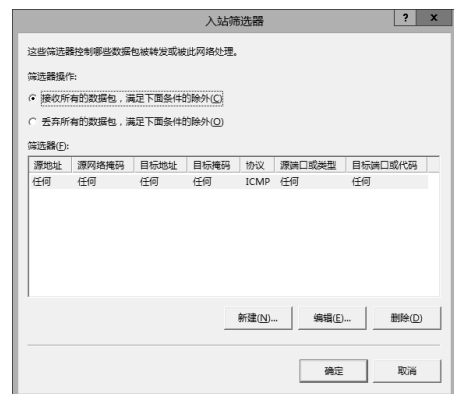 入站筛选器
? x
这些筛选器控制哪些数据包被转发或被此网络处理。
筛选器操作:
接收所有的数据包，满足下面条件的除外(C)
丢弃所有的数据包，满足下面条件的除外(O)
筛选器(F):
源地址 源网络掩码 目标地址 目标掩码 协议 源端口或类型 目标端口或代码
任何 任何 任何 任何 ICMP 任何 任何
新建(N)... 编辑(E)... 删除(D)
确定 取消